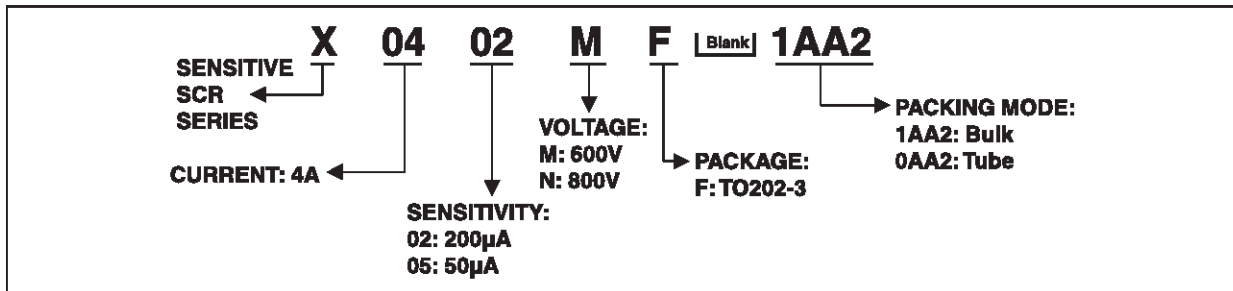 X 04 02 M F Blank 1AA2
SENSITIVE
SCR
SERIES
CURRENT: 4A
SENSITIVITY:
02: 200µA
05: 50µA
VOLTAGE:
M: 600V
N: 800V
PACKAGE:
F: TO202-3
PACKING MODE:
1AA2: Bulk
0AA2: Tube